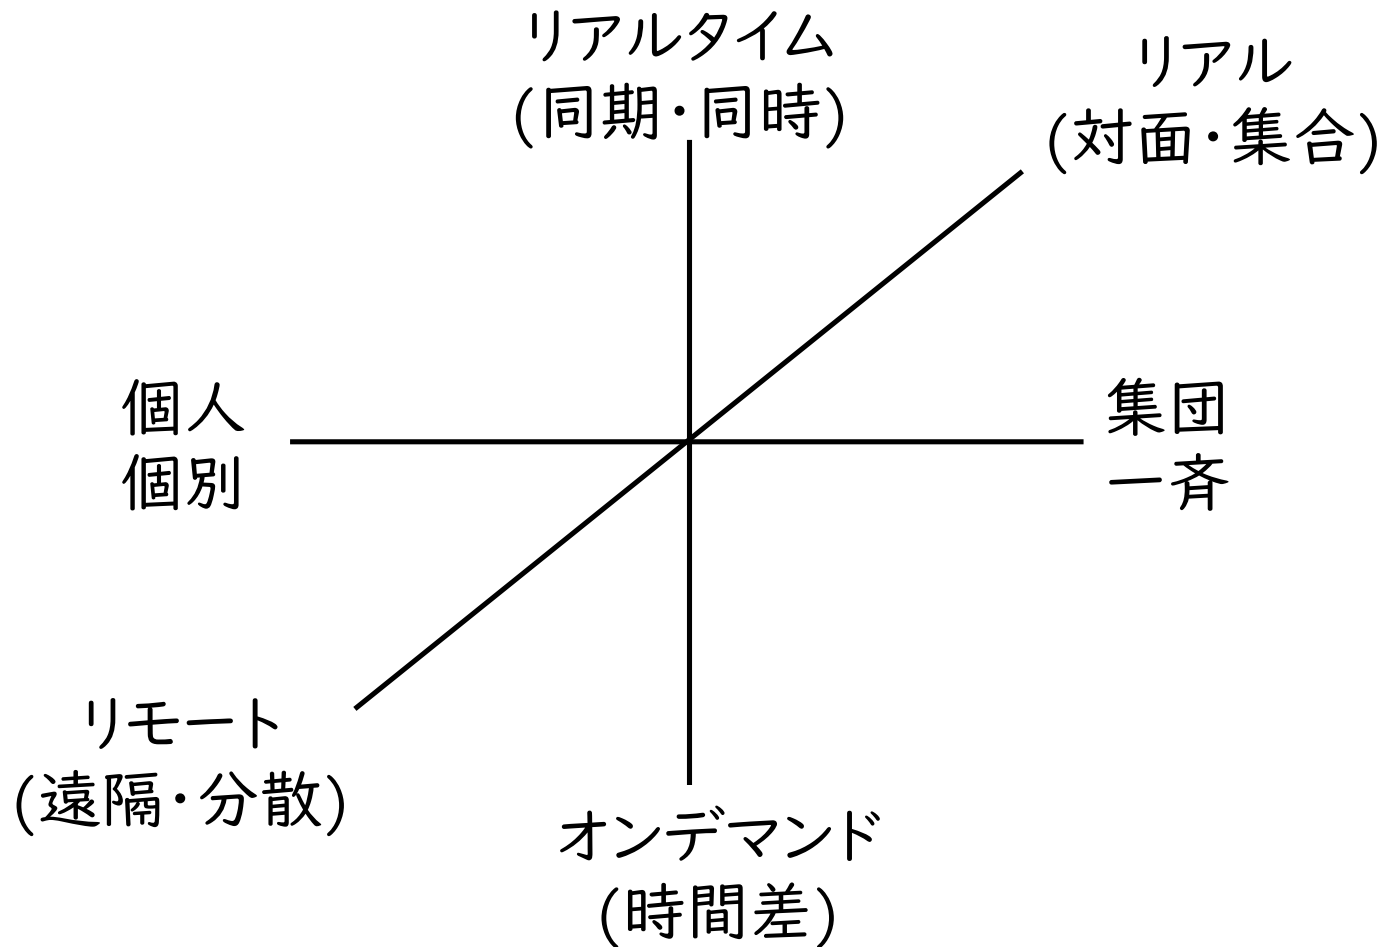 リアルタイム
(同期・同時)
リアル
(対面・集合)
個人
個別
集団
一斉
リモート
(遠隔・分散)
オンデマンド
(時間差)